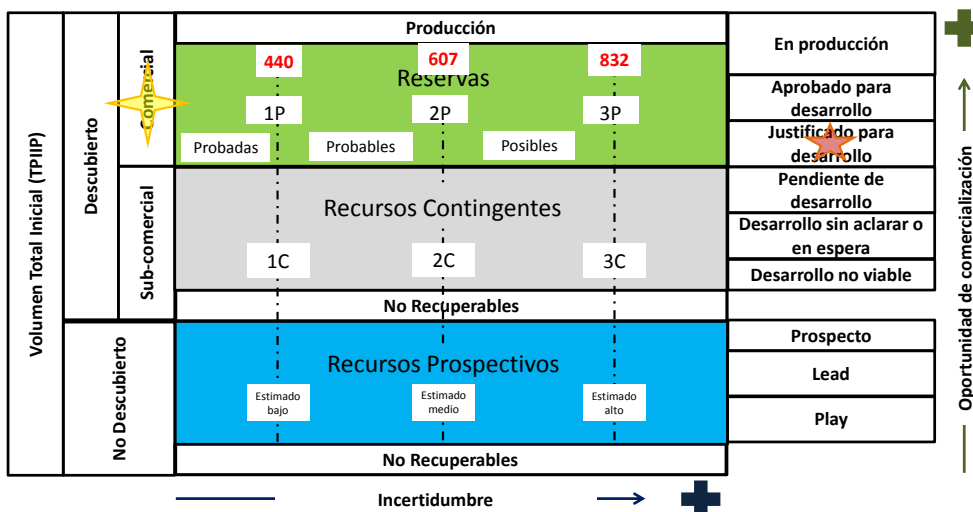 Producción
En producción
440
607
832
Reservas
1P
2P
3P
Probadas
Probables
Posibles
Aprobado para
desarrollo
Justificado para
desarrollo
Volumen Total Inicial (TPIIP)
Descubierto
Comercial
Sub-comercial
Recursos Contingentes
1C
2C
3C
Pendiente de
desarrollo
Desarrollo sin aclarar o
en espera
Desarrollo no viable
No Recuperables
No Descubierto
Recursos Prospectivos
Estimado
bajo
Estimado
medio
Estimado
alto
Prospecto
Lead
Play
No Recuperables
Incertidumbre
Oportunidad de comercialización